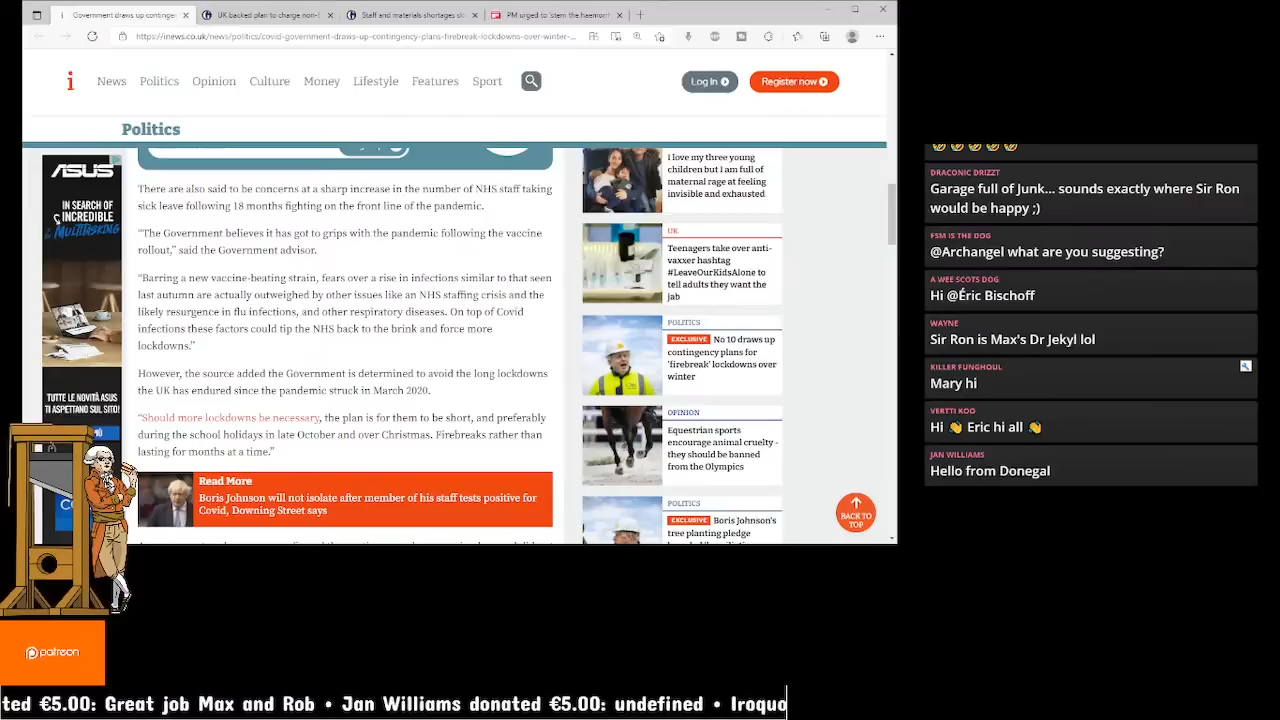 Government draws up continger
UK backed plan to charge non-E
Staff and materials shortages slo
PM urged to 'stem the haemorrh
https://inews.co.uk/news/politics/covid-government-draws-up-contingency-plans-firebreak-lockdowns-over-winter-...
i
News
Politics
Opinion
Culture
Money
Lifestyle
Features
Sport
Log In
Register now
Politics
ASUS
IN SEARCH OF
INCREDIBLE
MULTITASKING
TUTTE LE NOVITÀ ASUS
TI ASPETTANO SUL SITO!
There are also said to be concerns at a sharp increase in the number of NHS staff taking
sick leave following 18 months fighting on the front line of the pandemic.
“The Government believes it has got to grips with the pandemic following the vaccine
rollout,” said the Government advisor.
“Barring a new vaccine-beating strain, fears over a rise in infections similar to that seen
last autumn are actually outweighed by other issues like an NHS staffing crisis and the
likely resurgence in flu infections, and other respiratory diseases. On top of Covid
infections these factors could tip the NHS back to the brink and force more
lockdowns.”
However, the source added the Government is determined to avoid the long lockdowns
the UK has endured since the pandemic struck in March 2020.
“Should more lockdowns be necessary, the plan is for them to be short, and preferably
during the school holidays in late October and over Christmas. Firebreaks rather than
lasting for months at a time.”
Read More
Boris Johnson will not isolate after member of his staff tests positive for
Covid, Downing Street says
I love my three young
children but I am full of
maternal rage at feeling
invisible and exhausted
UK
Teenagers take over anti-
vaxxer hashtag
#LeaveOurKidsAlone to
tell adults they want the
jab
POLITICS
EXCLUSIVE No 10 draws up
contingency plans for
'firebreak' lockdowns over
winter
OPINION
Equestrian sports
encourage animal cruelty -
they should be banned
from the Olympics
POLITICS
EXCLUSIVE Boris Johnson's
tree planting pledge
BACK TO
TOP
DRACONIC DRIZZT
Garage full of Junk... sounds exactly where Sir Ron
would be happy ;)
FSM IS THE DOG
@Archangel what are you suggesting?
A WEE SCOTS DOG
Hi @Éric Bischoff
WAYNE
Sir Ron is Max's Dr Jekyl lol
KILLER FUNGHOUL
Mary hi
VERTTI KOO
Hi 👋 Eric hi all 👋
JAN WILLIAMS
Hello from Donegal
patreon
ted €5.00: Great job Max and Rob • Jan Williams donated €5.00: undefined • Iroquo